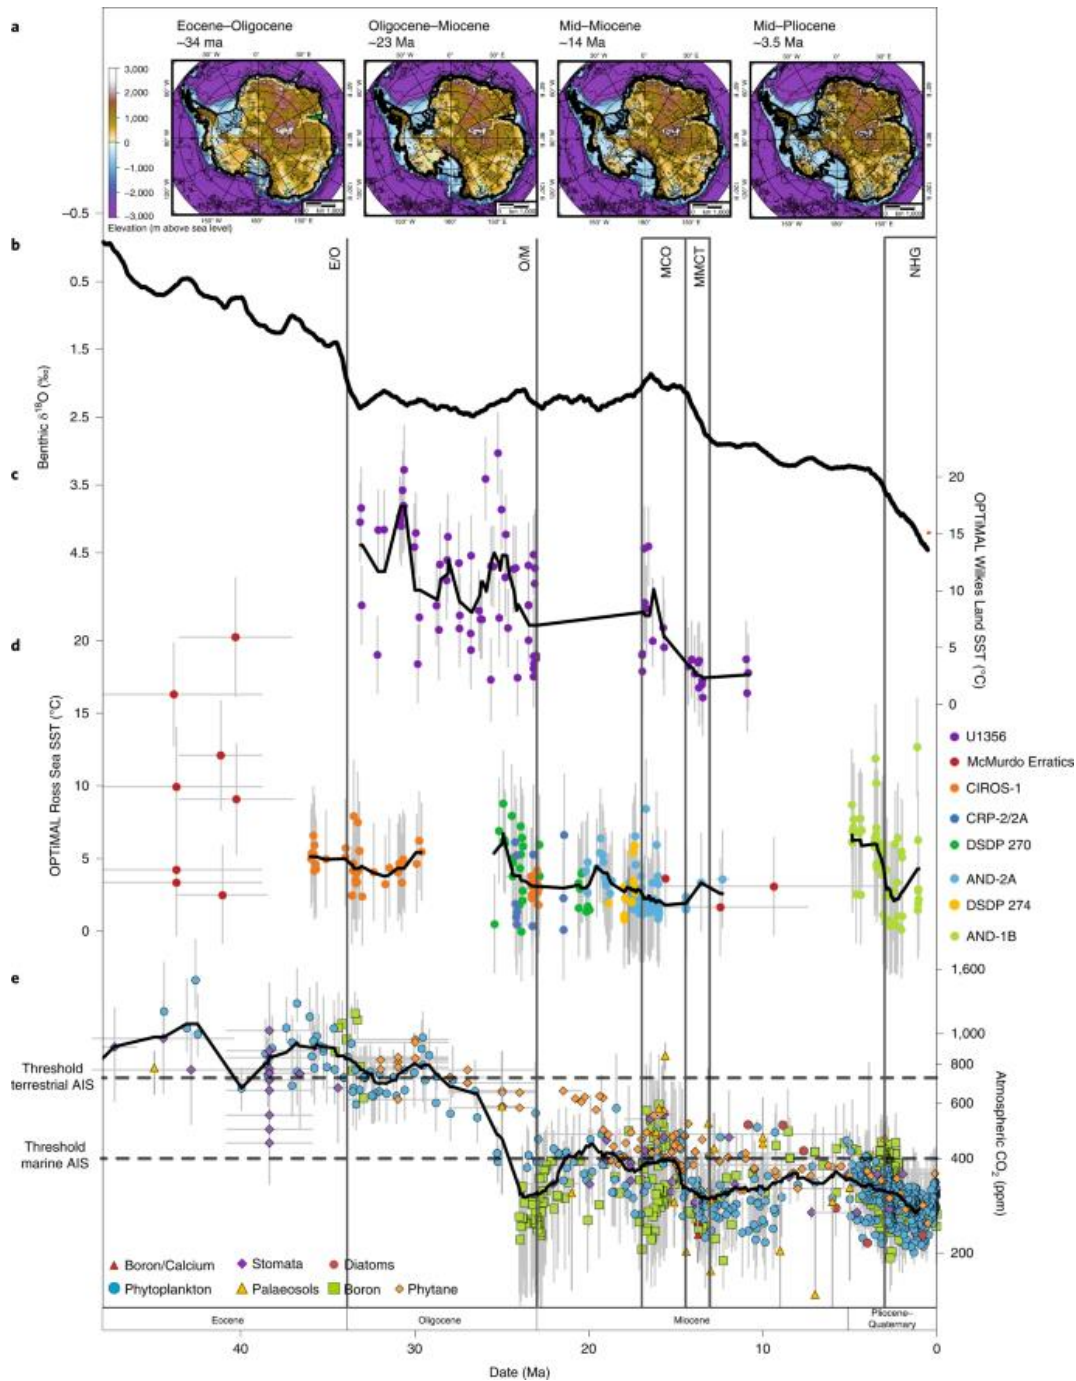 a
Eocene–Oligocene
~34 ma
Oligocene–Miocene
~23 Ma
Mid–Miocene
~14 Ma
Mid–Pliocene
~3.5 Ma
3,000
2,000
1,000
0
−1,000
−2,000
−3,000
Elevation (m above sea level)
b
−0.5
0.5
1.5
2.5
3.5
4.5
Benthic δ18O (‰)
E/O
O/M
MCO
MMCT
NHG
c
20
15
10
5
0
OPTiMAL Wilkes Land SST (°C)
d
20
15
10
5
0
OPTiMAL Ross Sea SST (°C)
U1356
McMurdo Erratics
CIROS-1
CRP-2/2A
DSDP 270
AND-2A
DSDP 274
AND-1B
e
Threshold
terrestrial AIS
Threshold
marine AIS
1,600
1,000
800
600
400
200
Atmospheric CO2 (ppm)
Boron/Calcium
Stomata
Diatoms
Phytoplankton
Palaeosols
Boron
Phytane
Eocene
Oligocene
Miocene
Pliocene–
Quaternary
40
30
20
10
0
Date (Ma)